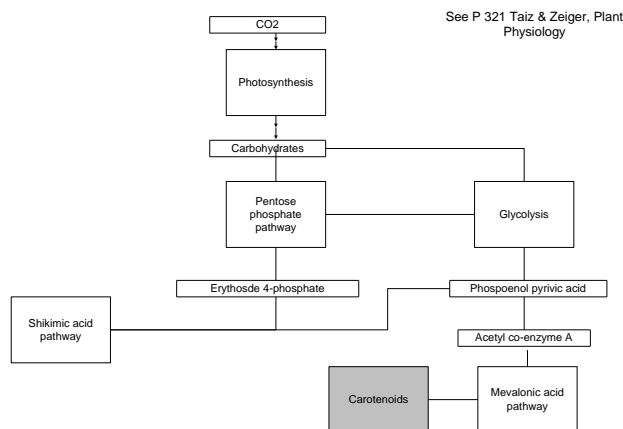 CO2
See P 321 Taiz & Zeiger, Plant
Physiology
Photosynthesis
Carbohydrates
Pentose
phosphate
pathway
Glycolysis
Erythosde 4-phosphate
Phospoenol pyrivic acid
Shikimic acid
pathway
Acetyl co-enzyme A
Carotenoids
Mevalonic acid
pathway